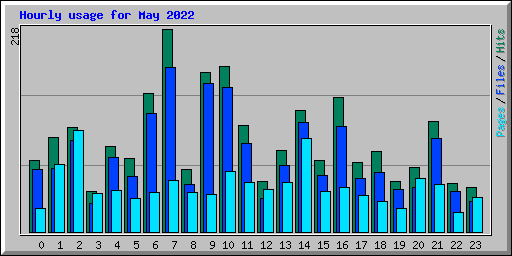 Hourly usage for May 2022
218
Pages/Files/Hits
0 1 2 3 4 5 6 7 8 9 10 11 12 13 14 15 16 17 18 19 20 21 22 23